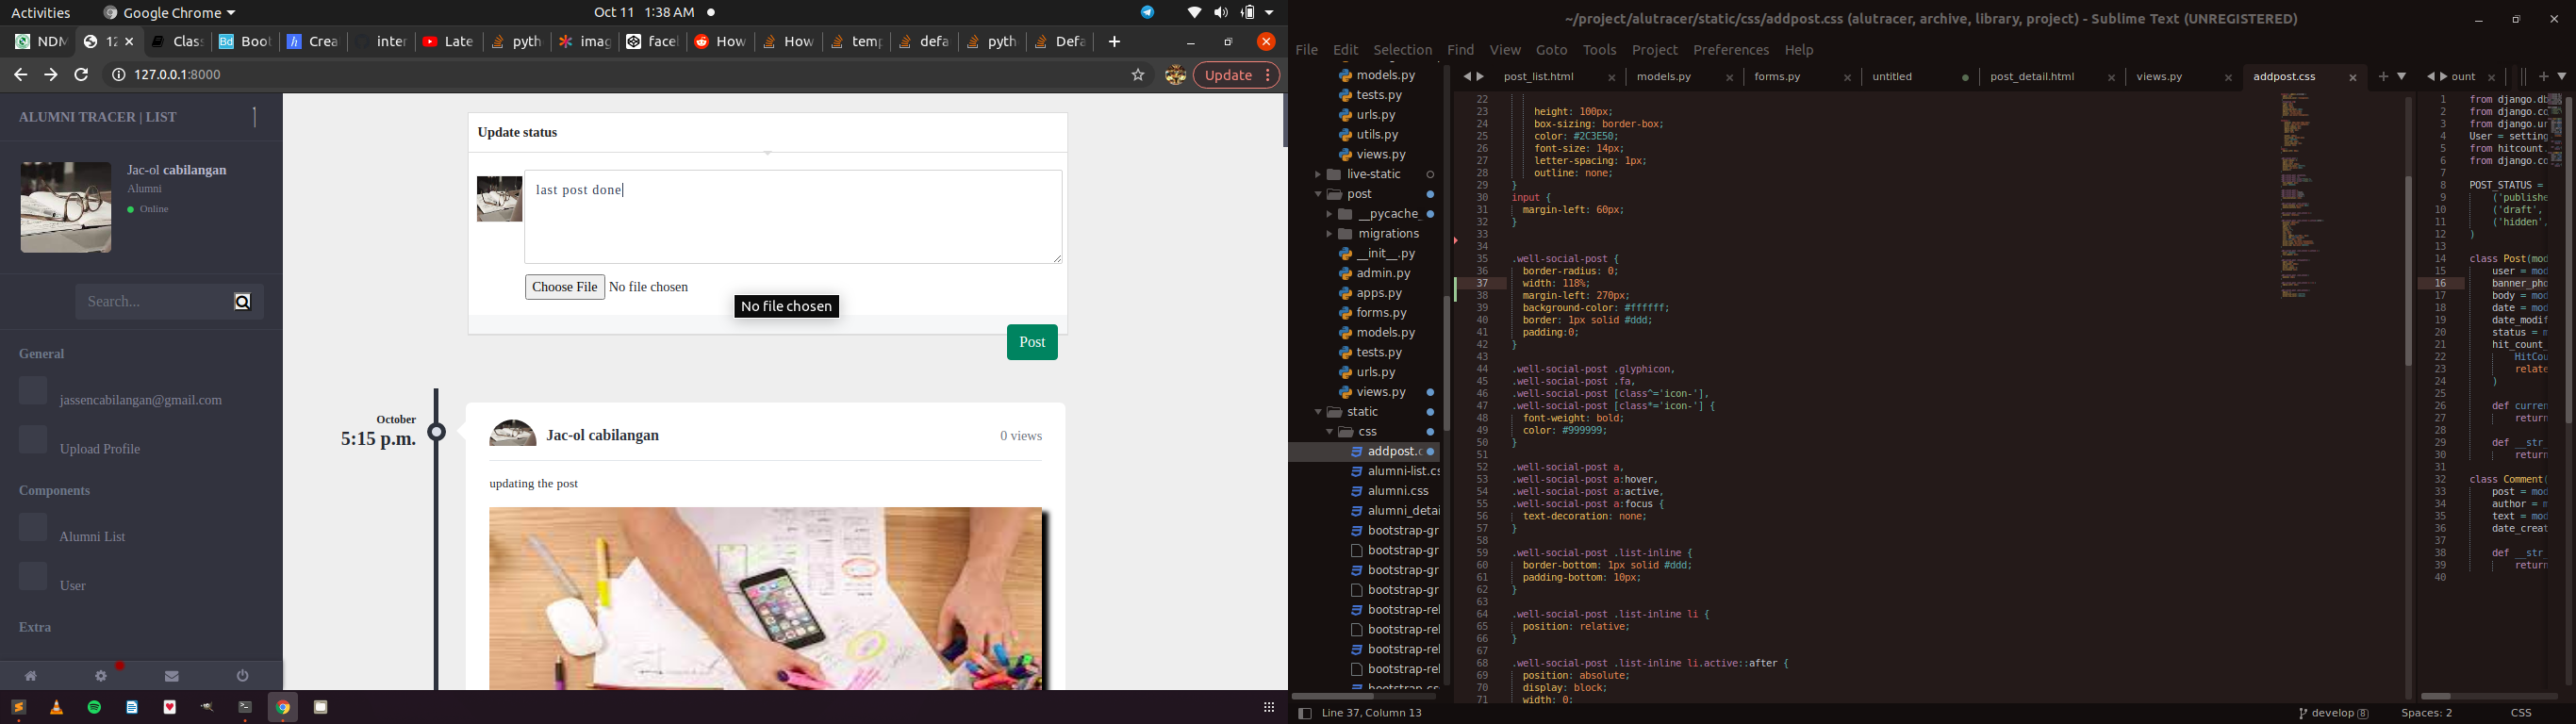 Activities
Google Chrome
Oct 11 1:38 AM
NDM
12
Class
Boot
Crea
inter
Late
pyth
imag
facel
How
How
temp
defa
pyth
Defa
127.0.0.1:8000
Update
ALUMNI TRACER | LIST
Jac-ol cabilangan
Alumni
Online
Search...
General
jassencabilangan@gmail.com
Upload Profile
Components
Alumni List
User
Extra
Update status
last post done
Choose File No file chosen
No file chosen
Post
October
5:15 p.m.
Jac-ol cabilangan
0 views
updating the post
~/project/alutracer/static/css/addpost.css (alutracer, archive, library, project) - Sublime Text (UNREGISTERED)
File Edit Selection Find View Goto Tools Project Preferences Help
models.py
tests.py
urls.py
utils.py
views.py
live-static
post
__pycache_
migrations
__init__.py
admin.py
apps.py
forms.py
models.py
tests.py
urls.py
views.py
static
css
addpost.c
alumni-list.cs
alumni.css
alumni_detai
bootstrap-gr
bootstrap-gr
bootstrap-gr
bootstrap-gr
bootstrap-rel
bootstrap-rel
bootstrap-rel
bootstrap-rel
bootstrap.css
post_list.html
models.py
forms.py
untitled
post_detail.html
views.py
addpost.css
ount
22
23 height: 100px;
24 box-sizing: border-box;
25 color: #2C3E50;
26 font-size: 14px;
27 letter-spacing: 1px;
28 outline: none;
29 }
30 input {
31 margin-left: 60px;
32 }
33
34
35 .well-social-post {
36 border-radius: 0;
37 width: 118%;
38 margin-left: 270px;
39 background-color: #ffffff;
40 border: 1px solid #ddd;
41 padding:0;
42 }
43
44 .well-social-post .glyphicon,
45 .well-social-post .fa,
46 .well-social-post [class^='icon-'],
47 .well-social-post [class*='icon-'] {
48 font-weight: bold;
49 color: #999999;
50 }
51
52 .well-social-post a,
53 .well-social-post a:hover,
54 .well-social-post a:active,
55 .well-social-post a:focus {
56 text-decoration: none;
57 }
58
59 .well-social-post .list-inline {
60 border-bottom: 1px solid #ddd;
61 padding-bottom: 10px;
62 }
63
64 .well-social-post .list-inline li {
65 position: relative;
66 }
67
68 .well-social-post .list-inline li.active::after {
69 position: absolute;
70 display: block;
71 width: 0;
1 from django.db
2 from django.co
3 from django.ur
4 User = setting
5 from hitcount.
6 from django.co
7
8 POST_STATUS =
9 ('publishe
10 ('draft',
11 ('hidden',
12 )
13
14 class Post(mod
15 user = mod
16 banner_pho
17 body = mod
18 date = mod
19 date_modif
20 status = m
21 hit_count_
22 HitCou
23 relate
24 )
25
26 def curren
27 return
28
29 def __str_
30 return
31
32 class Comment(
33 post = mod
34 author = m
35 text = mod
36 date_creat
37
38 def __str_
39 return
40
Line 37, Column 13
develop 8
Spaces: 2
CSS